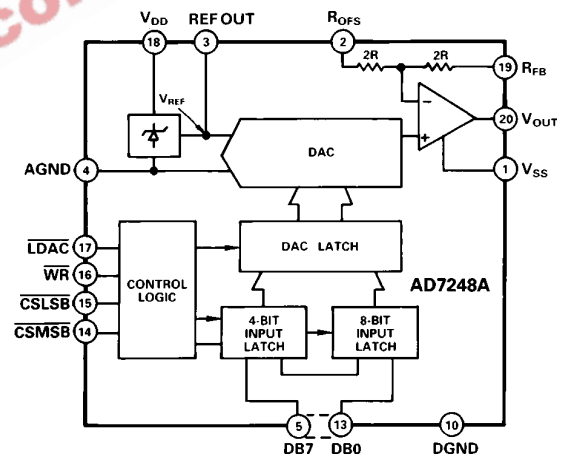 VDD REF OUT ROFS
18 3 2
2R 2R
19 RFB
VREF
20 VOUT
DAC
AGND 4
1 VSS
LDAC 17
DAC LATCH
WR 16
CONTROL
LOGIC
AD7248A
CSLSB 15
4-BIT
INPUT
LATCH
8-BIT
INPUT
LATCH
CSMSB 14
5 13 10
DB7 DB0 DGND